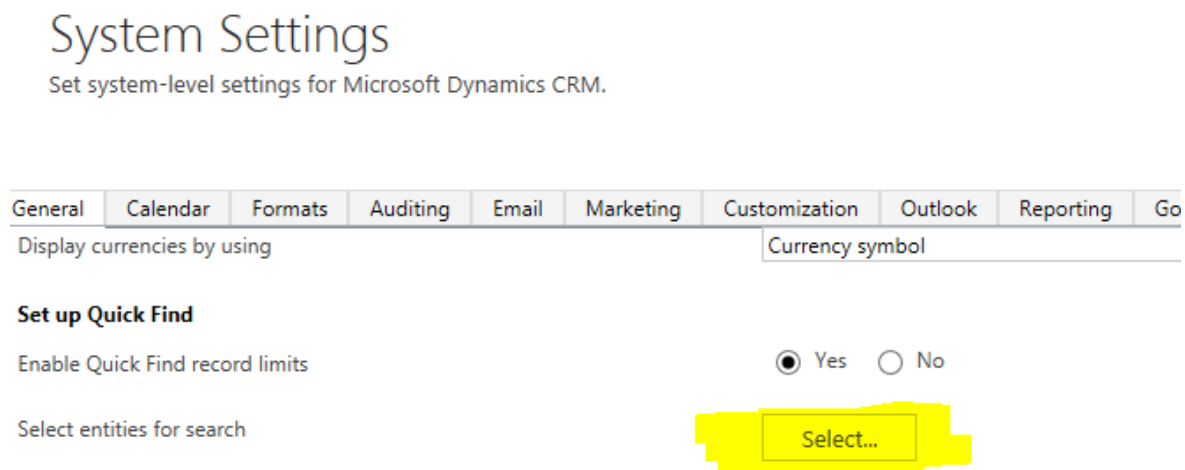 System Settings
Set system-level settings for Microsoft Dynamics CRM.
General Calendar Formats Auditing Email Marketing Customization Outlook Reporting Go
Display currencies by using Currency symbol
Set up Quick Find
Enable Quick Find record limits Yes No
Select entities for search Select...